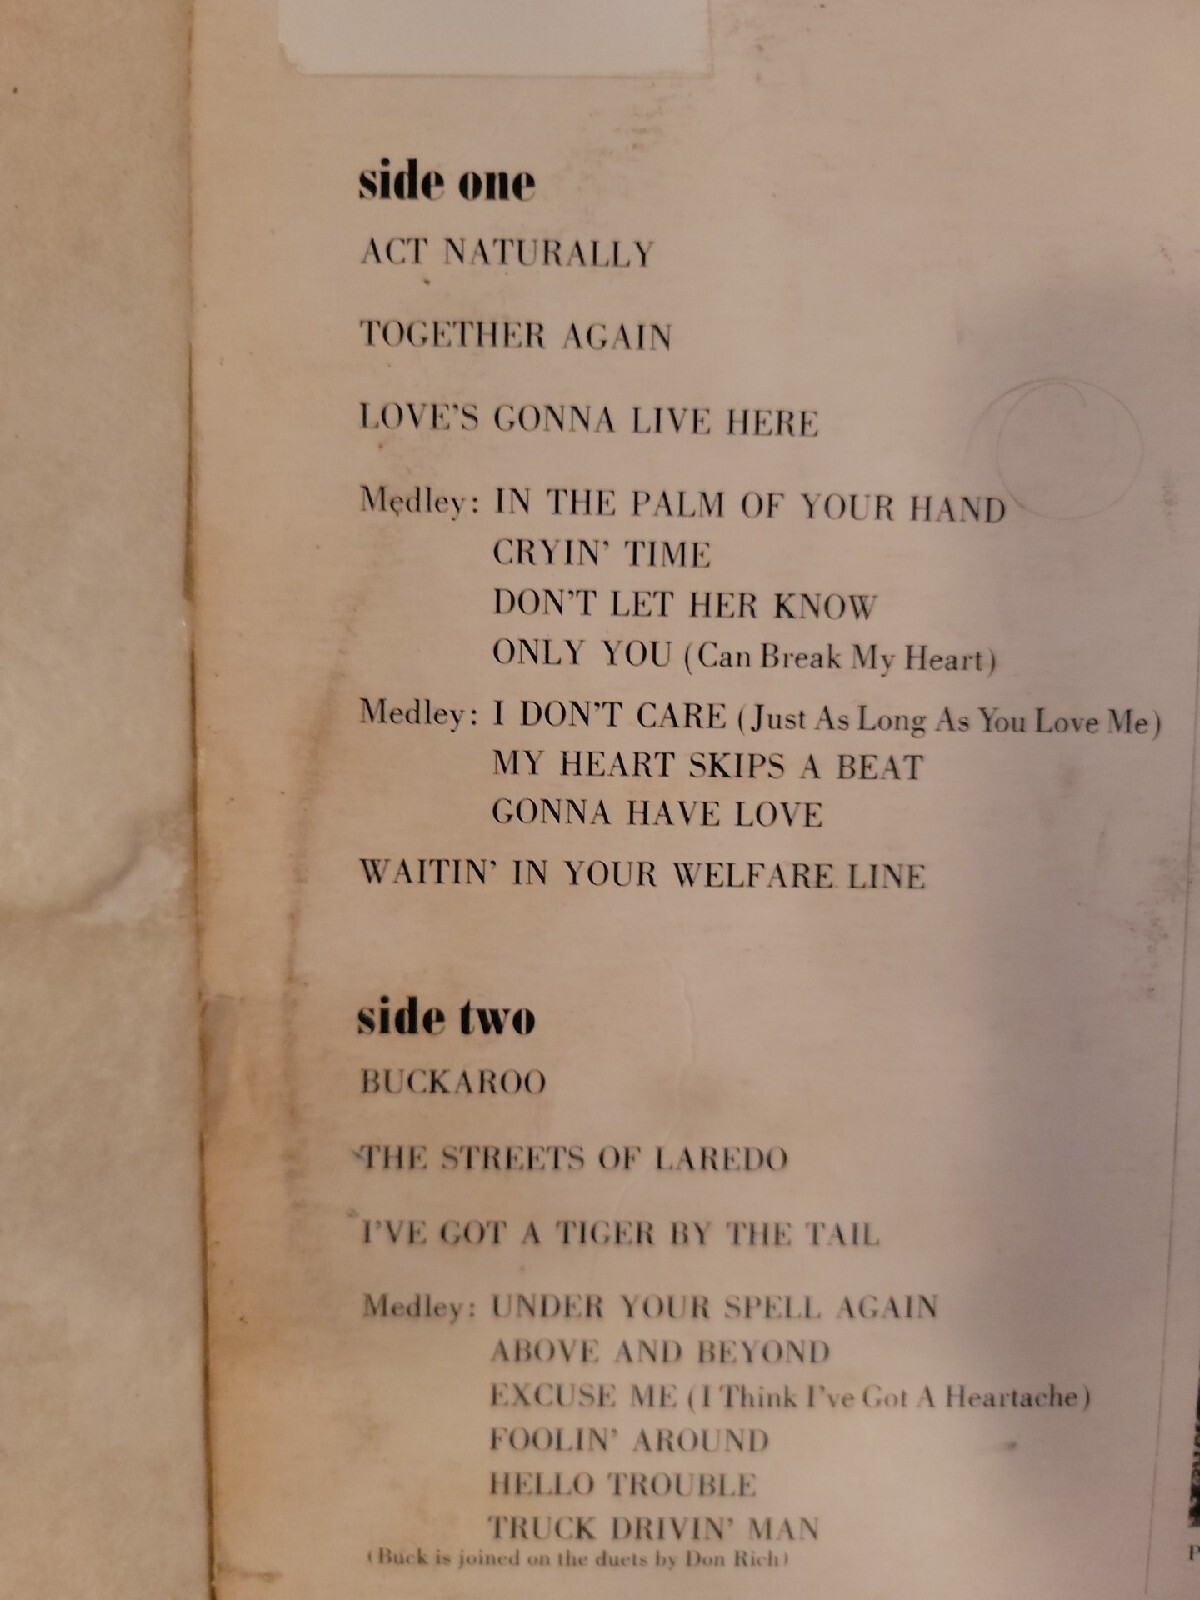 side one
ACT NATURALLY
TOGETHER AGAIN
LOVE'S GONNA LIVE HERE
Medley: IN THE PALM OF YOUR HAND
CRYIN' TIME
DON'T LET HER KNOW
ONLY YOU (Can Break My Heart)
Medley: I DON'T CARE (Just As Long As You Love Me)
MY HEART SKIPS A BEAT
GONNA HAVE LOVE
WAITIN' IN YOUR WELFARE LINE
side two
BUCKAROO
THE STREETS OF LAREDO
I'VE GOT A TIGER BY THE TAIL
Medley: UNDER YOUR SPELL AGAIN
ABOVE AND BEYOND
EXCUSE ME (I Think I've Got A Heartache)
FOOLIN' AROUND
HELLO TROUBLE
TRUCK DRIVIN' MAN
(Buck is joined on the duets by Don Rich)